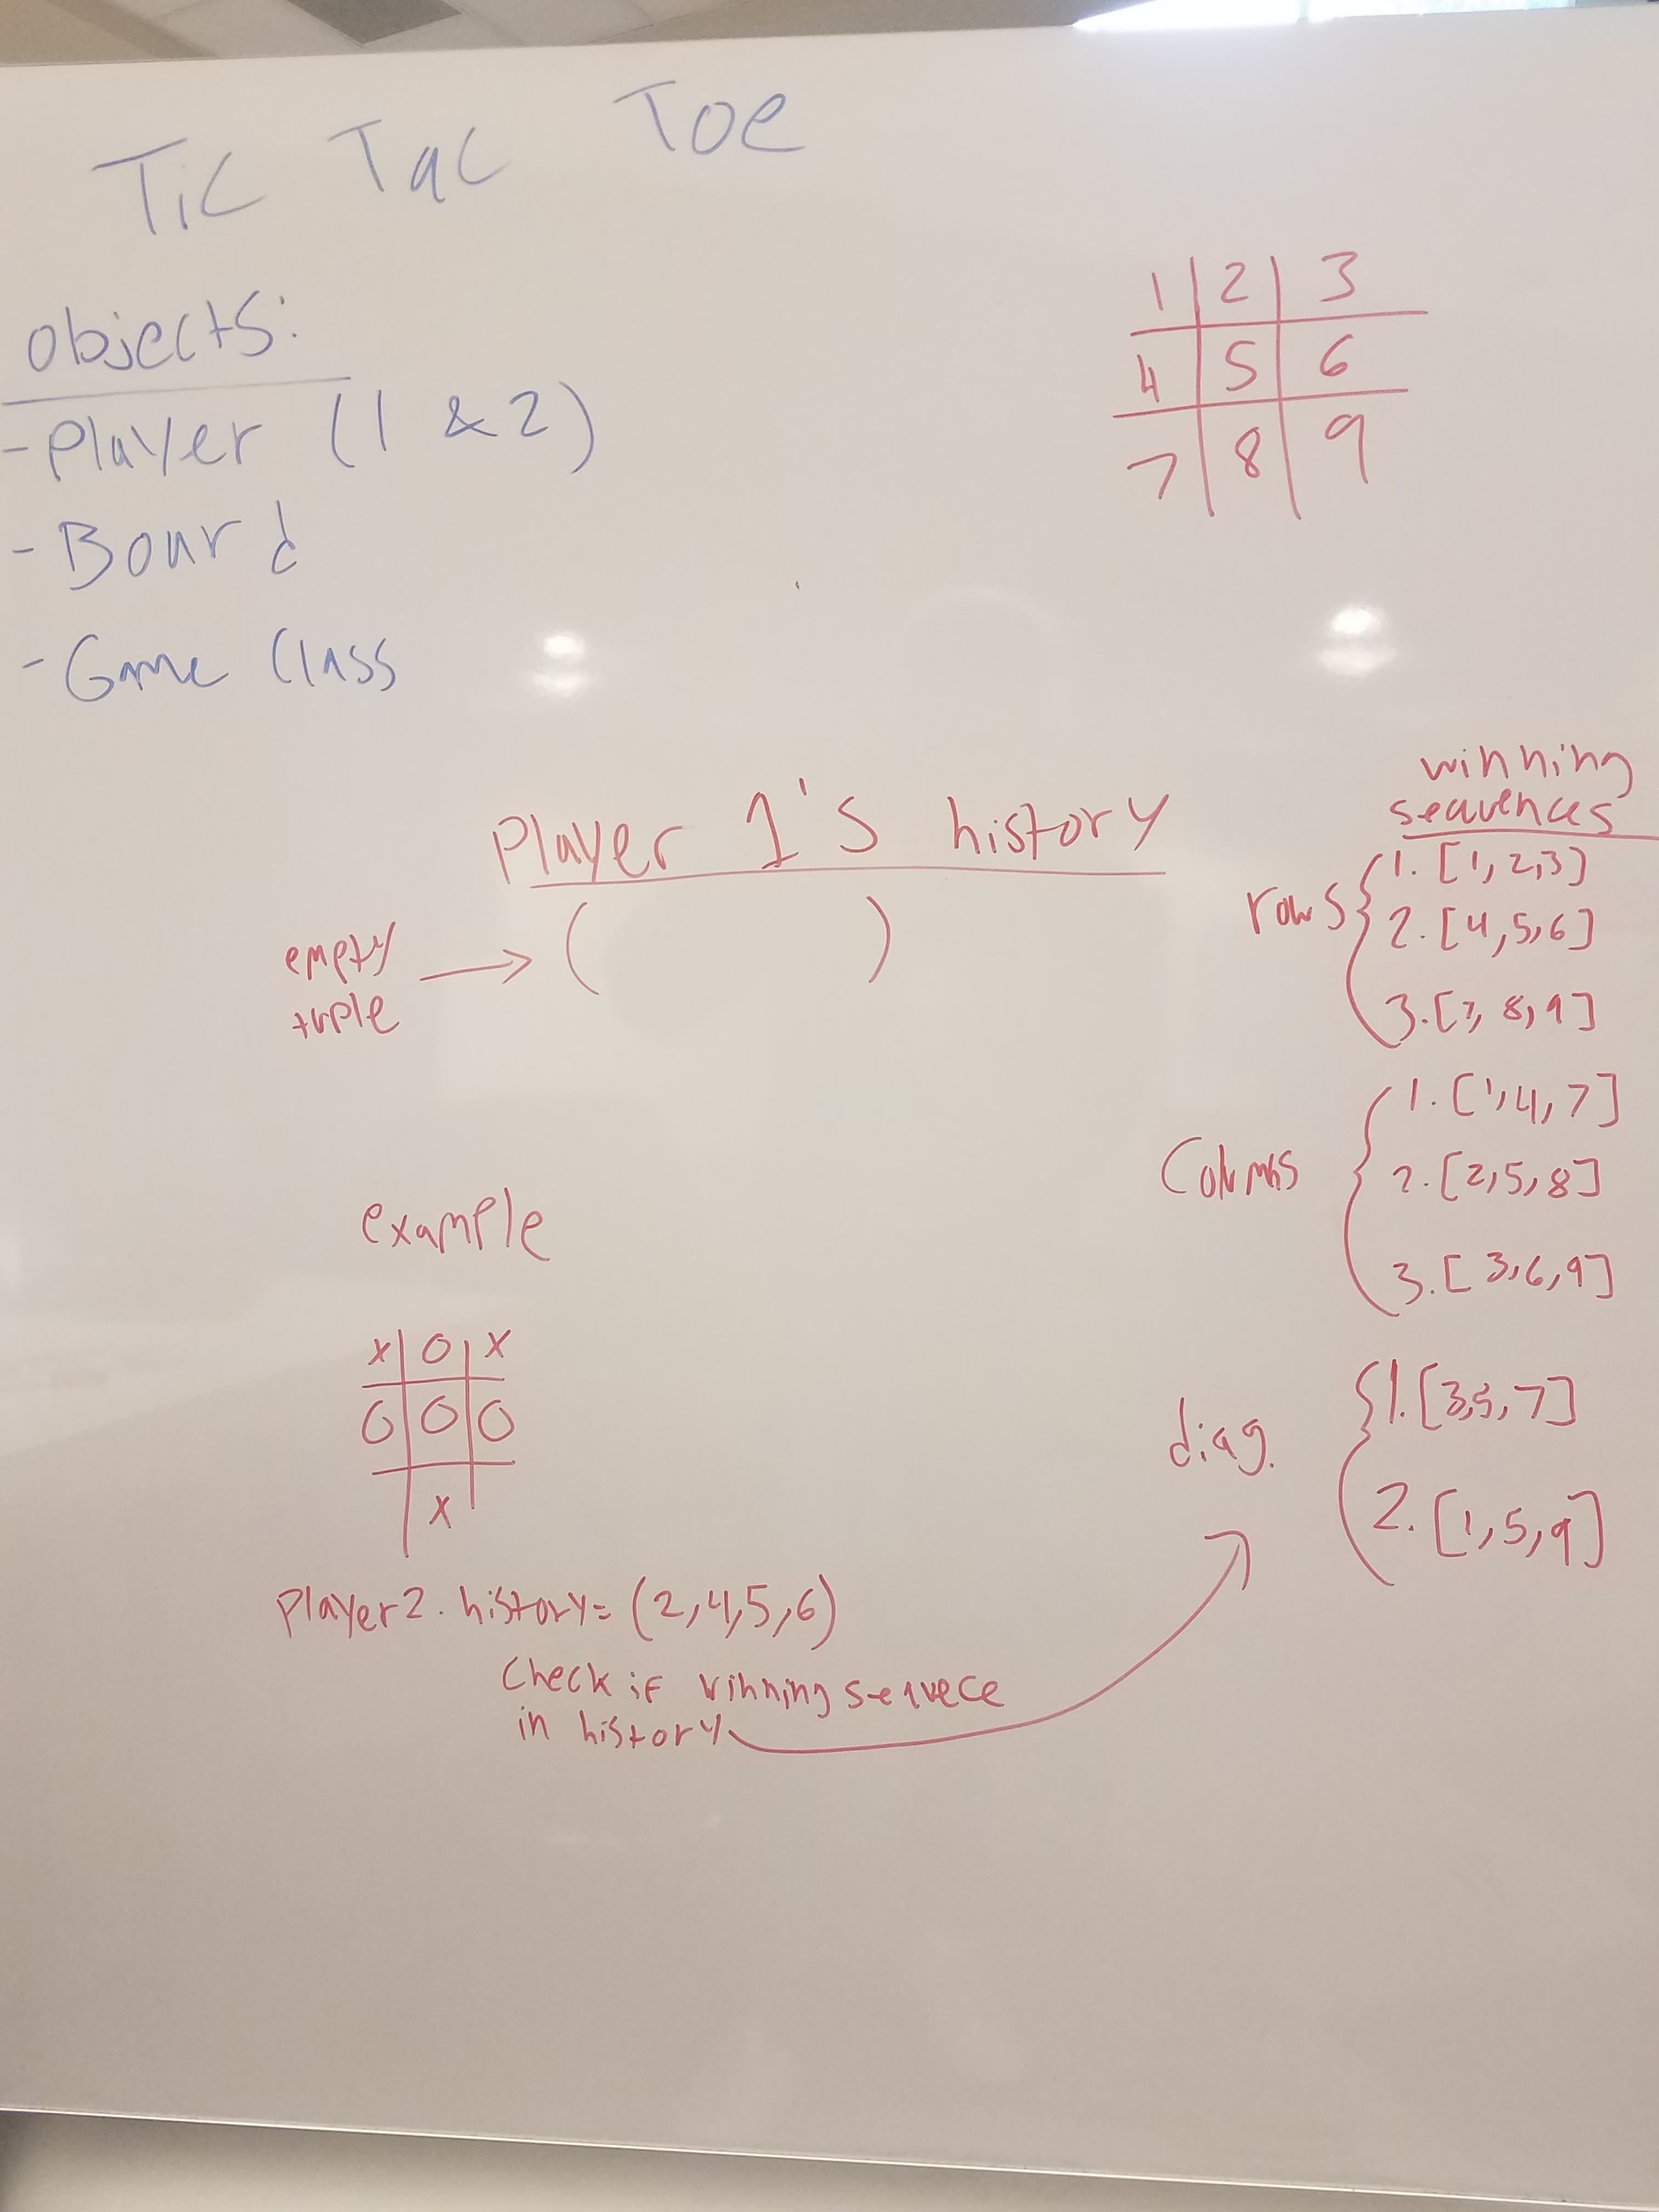 Tic Tac Toe
objects:
- Player (1 & 2)
- Board
- Game Class
1 2 3
4 5 6
7 8 9
Player 1's history
empty tuple → ( )
winning
sequences
rows
1. [1, 2, 3]
2. [4, 5, 6]
3. [7, 8, 9]
Columns
1. [1, 4, 7]
2. [2, 5, 8]
3. [3, 6, 9]
diag.
1. [3, 5, 7]
2. [1, 5, 9]
example
X O X
O O O
X
Player2. history = (2, 4, 5, 6)
Check if winning sequece
in history